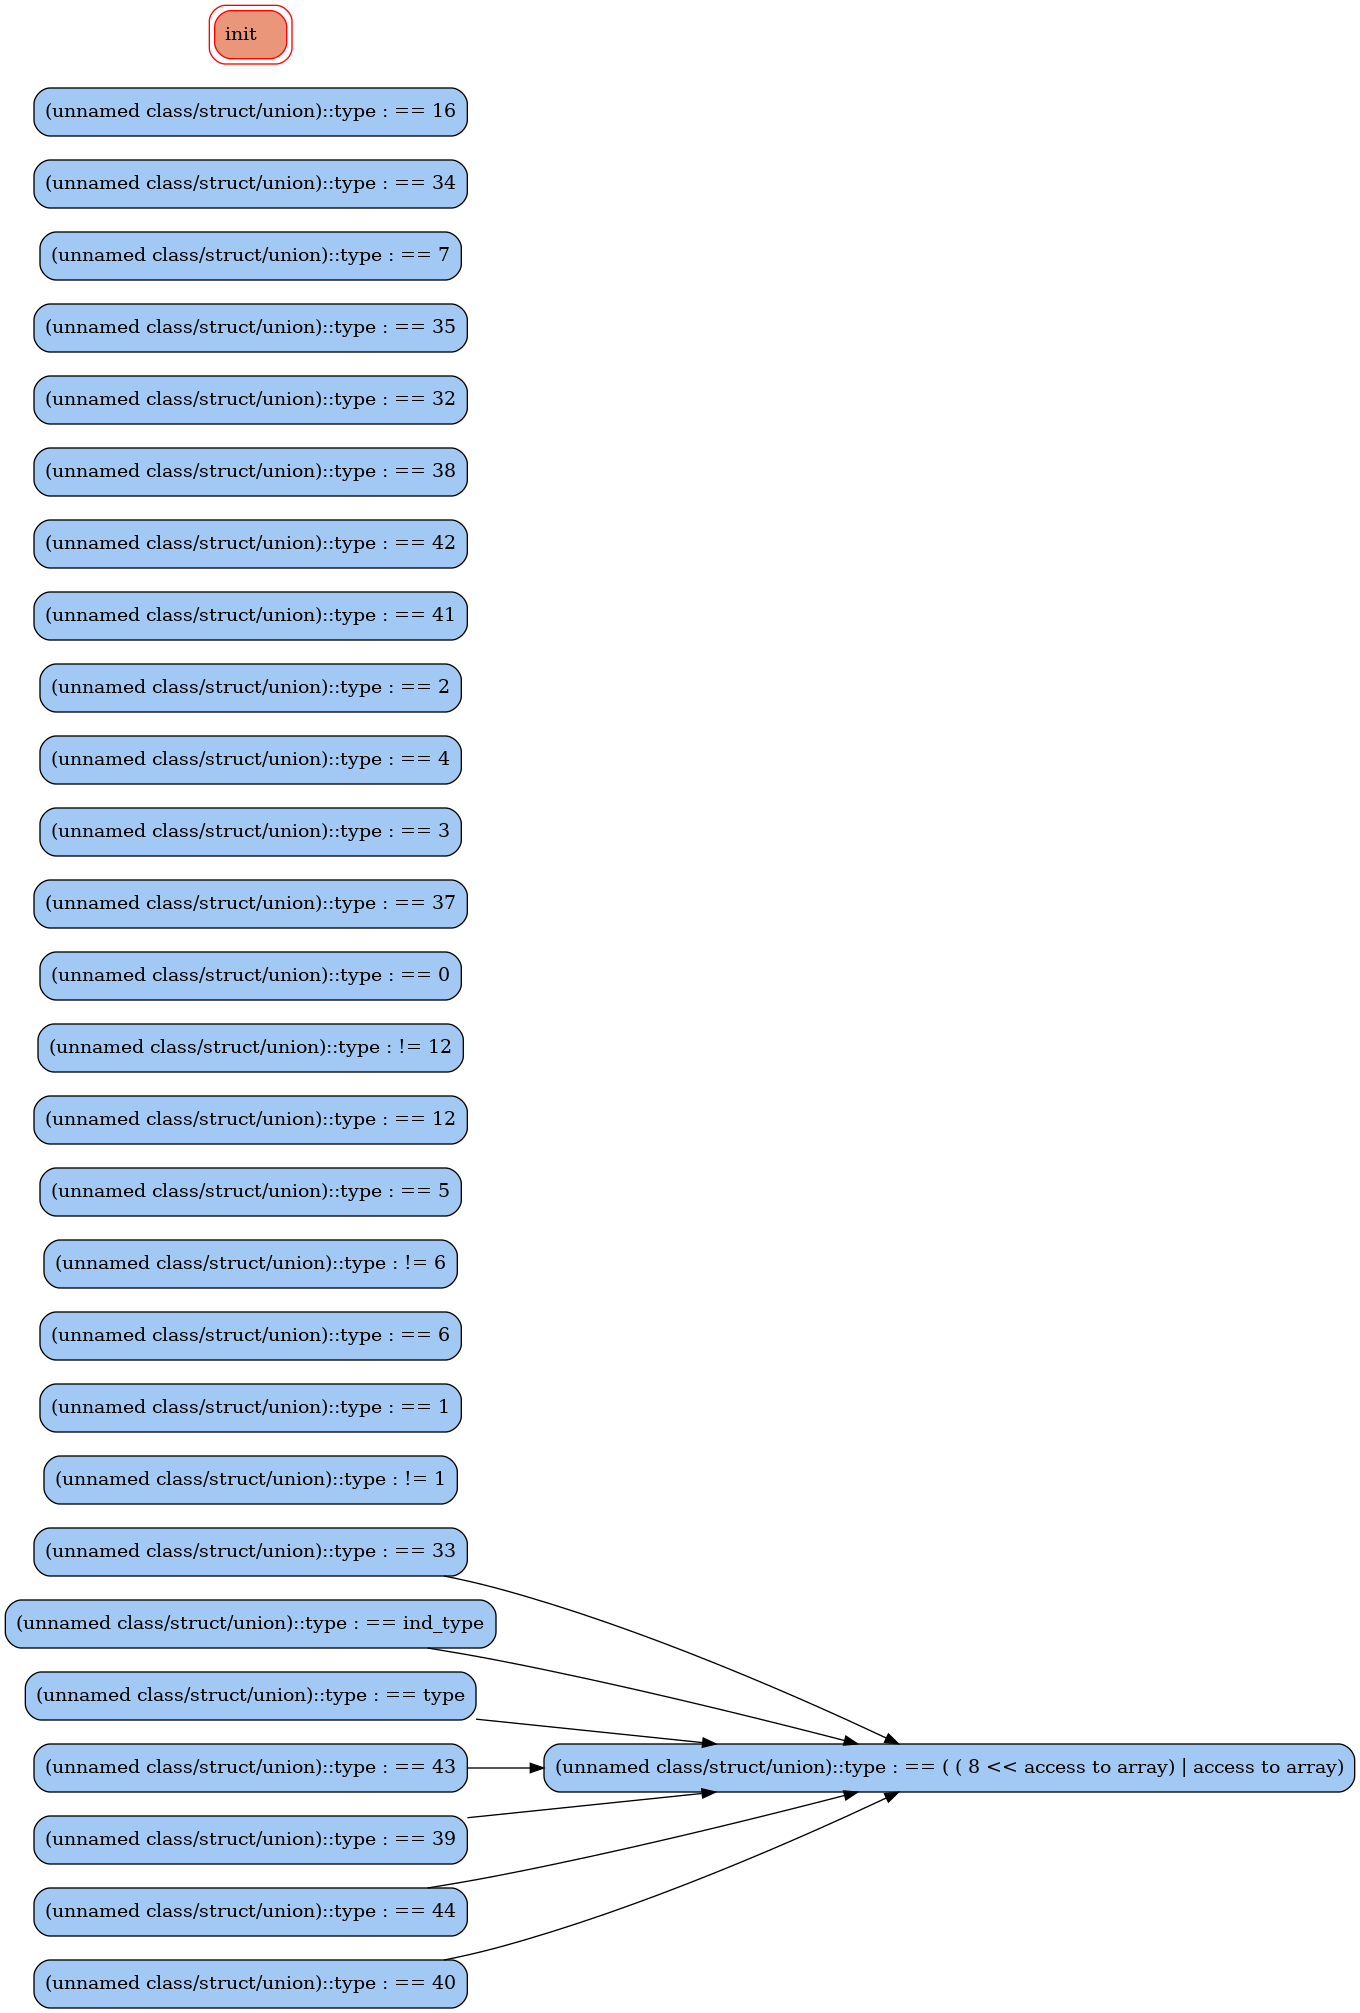 init
(unnamed class/struct/union)::type : == 16
(unnamed class/struct/union)::type : == 34
(unnamed class/struct/union)::type : == 7
(unnamed class/struct/union)::type : == 35
(unnamed class/struct/union)::type : == 32
(unnamed class/struct/union)::type : == 38
(unnamed class/struct/union)::type : == 42
(unnamed class/struct/union)::type : == 41
(unnamed class/struct/union)::type : == 2
(unnamed class/struct/union)::type : == 4
(unnamed class/struct/union)::type : == 3
(unnamed class/struct/union)::type : == 37
(unnamed class/struct/union)::type : == 0
(unnamed class/struct/union)::type : != 12
(unnamed class/struct/union)::type : == 12
(unnamed class/struct/union)::type : == 5
(unnamed class/struct/union)::type : != 6
(unnamed class/struct/union)::type : == 6
(unnamed class/struct/union)::type : == 1
(unnamed class/struct/union)::type : != 1
(unnamed class/struct/union)::type : == 33
(unnamed class/struct/union)::type : == ind_type
(unnamed class/struct/union)::type : == type
(unnamed class/struct/union)::type : == 43
(unnamed class/struct/union)::type : == ( ( 8 << access to array) | access to array)
(unnamed class/struct/union)::type : == 39
(unnamed class/struct/union)::type : == 44
(unnamed class/struct/union)::type : == 40